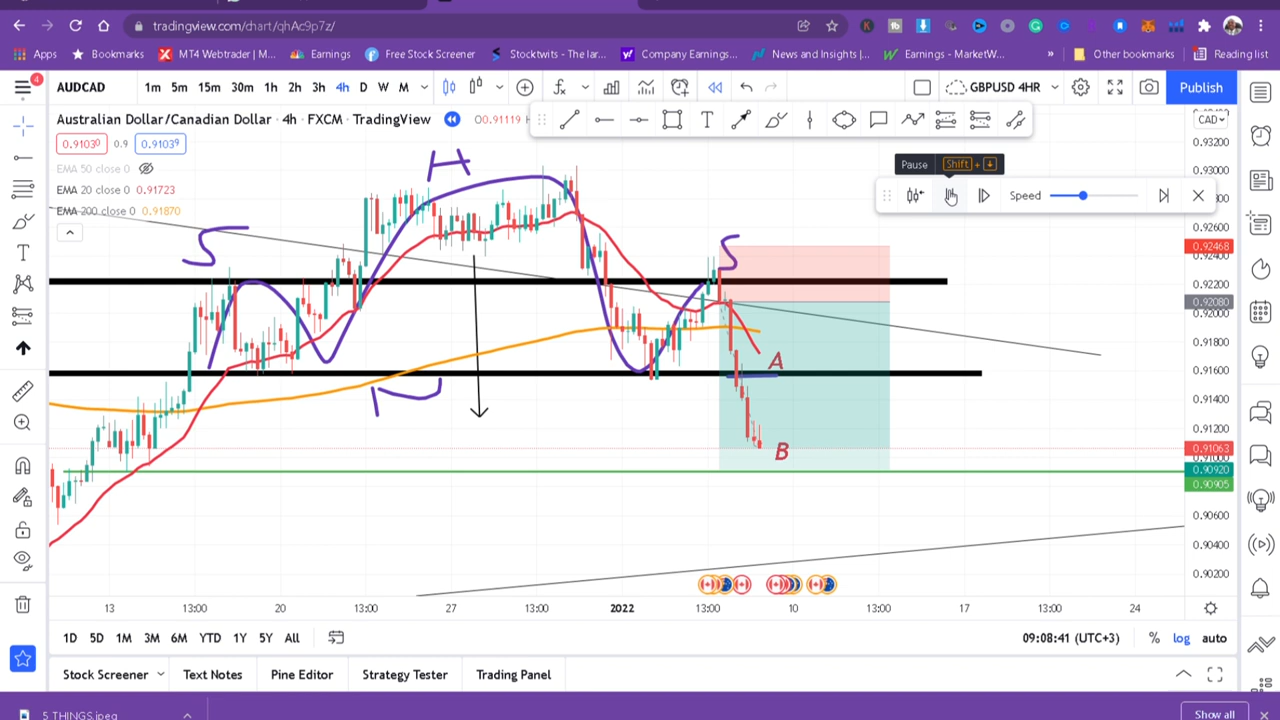 tradingview.com/chart/qhAc9p7z/
Apps Bookmarks MT4 Webtrader | M... Earnings Free Stock Screener Stocktwits - The lar... Company Earnings... News and Insights |... Earnings - MarketW... » Other bookmarks Reading list
4 AUDCAD 1m 5m 15m 30m 1h 2h 3h 4h D W M GBPUSD 4HR Publish
Australian Dollar/Canadian Dollar · 4h · FXCM · TradingView O0.91119
CAD
0.91030 0.9 0.91039
EMA 50 close 0
EMA 20 close 0 0.91723
EMA 200 close 0 0.91870
Pause Shift + ↓
Speed
0.93200
0.93000
0.92600
0.92468
0.92400
0.92200
0.92080
0.92000
0.91800
0.91600
0.91400
0.91200
0.91063
0.91000
0.90920
0.90905
0.90600
0.90400
0.90200
S
H
S
A
B
13 13:00 20 13:00 27 13:00 2022 13:00 10 13:00 17 13:00 24
1D 5D 1M 3M 6M YTD 1Y 5Y All 09:08:41 (UTC+3) % log auto
Stock Screener Text Notes Pine Editor Strategy Tester Trading Panel
5 THINGS.jpeg Show all